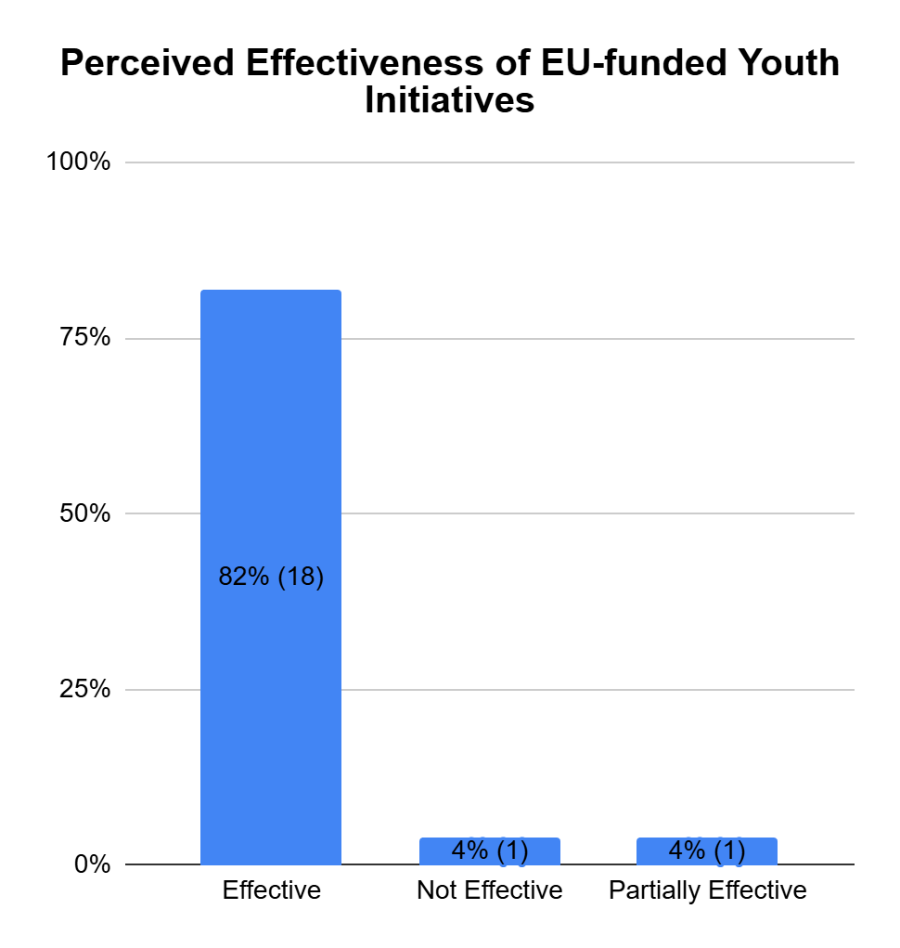 Perceived Effectiveness of EU-funded Youth
Initiatives
100%
75%
50%
25%
0%
82% (18)
4% (1)
4% (1)
Effective
Not Effective
Partially Effective